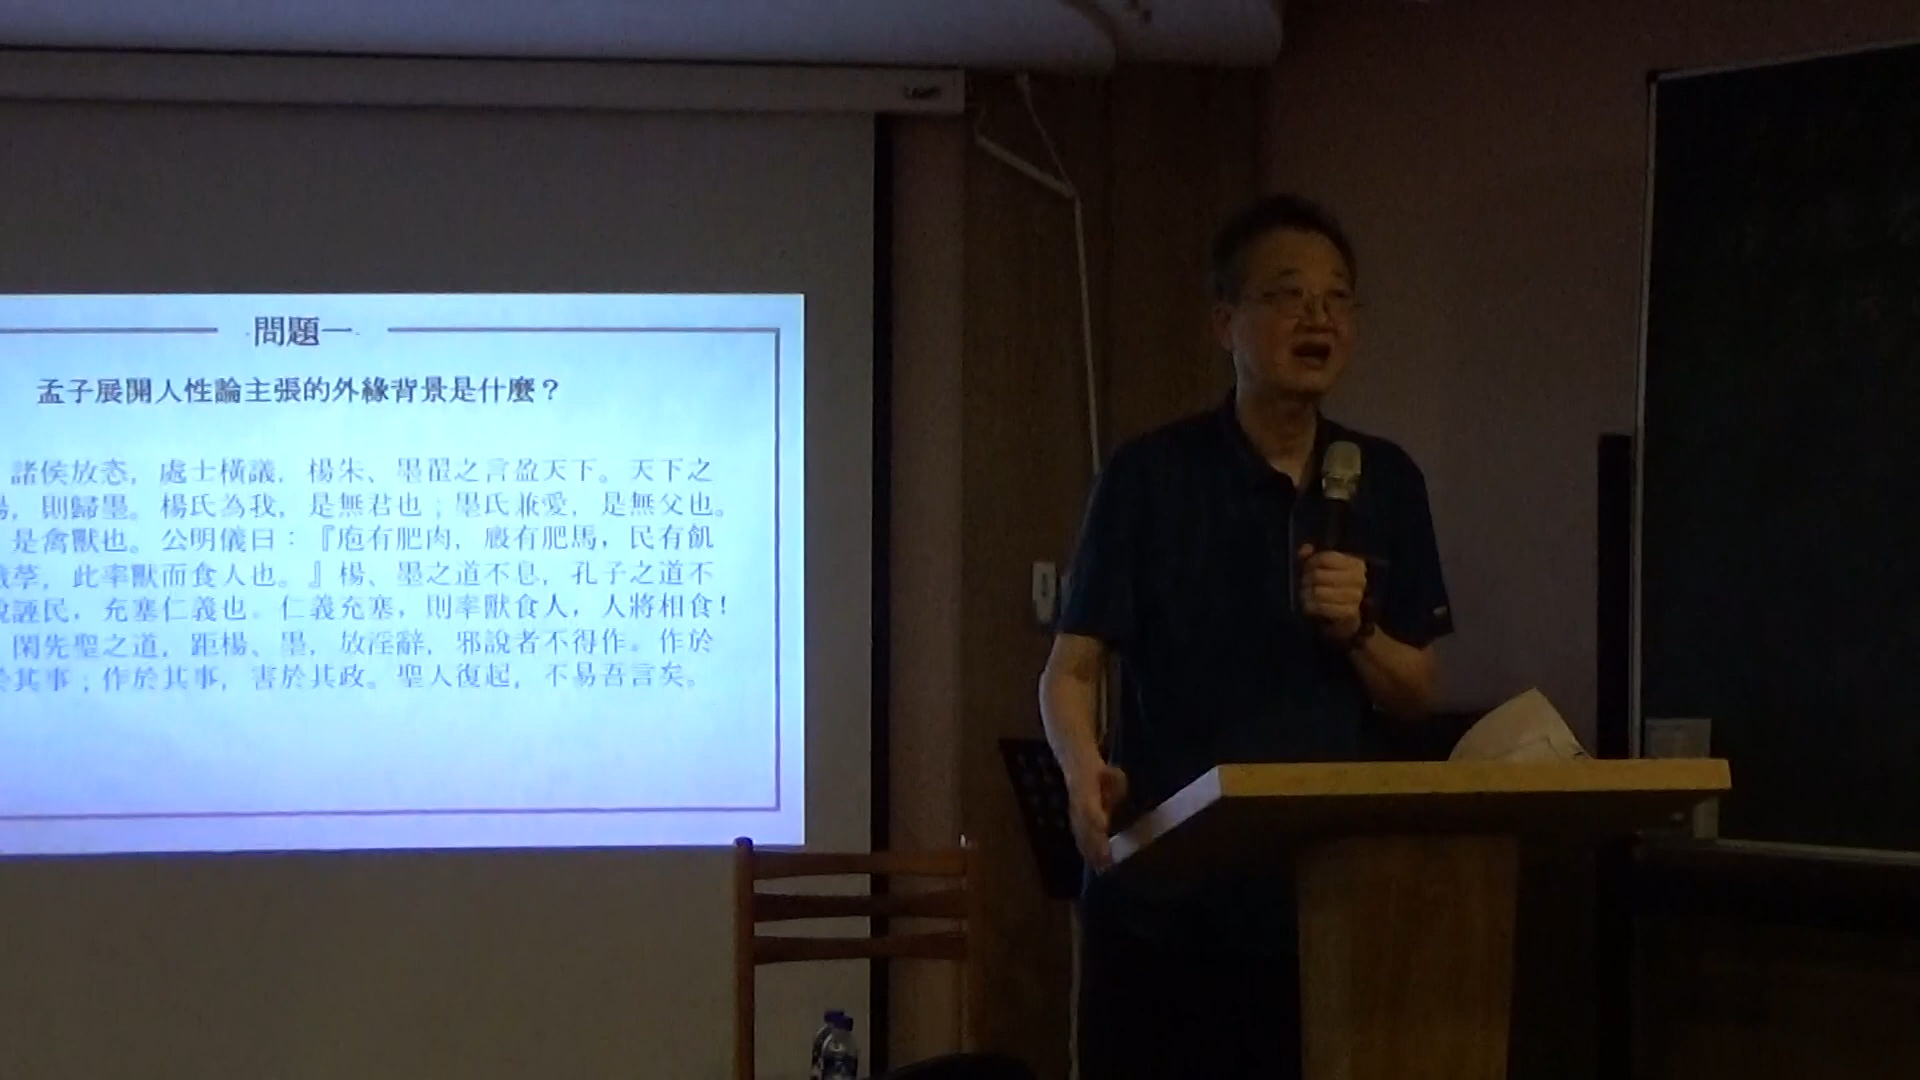 問題一
孟子展開人性論主張的外緣背景是什麼？
諸侯放恣，處士橫議，楊朱、墨翟之言盈天下。天下之
，則歸墨。楊氏為我，是無君也；墨氏兼愛，是無父也。
是禽獸也。公明儀曰：『庖有肥肉，廄有肥馬，民有飢
莩，此率獸而食人也。』楊、墨之道不息，孔子之道不
誣民，充塞仁義也。仁義充塞，則率獸食人，人將相食！
閑先聖之道，距楊、墨，放淫辭，邪說者不得作。作於
其事；作於其事，害於其政。聖人復起，不易吾言矣。